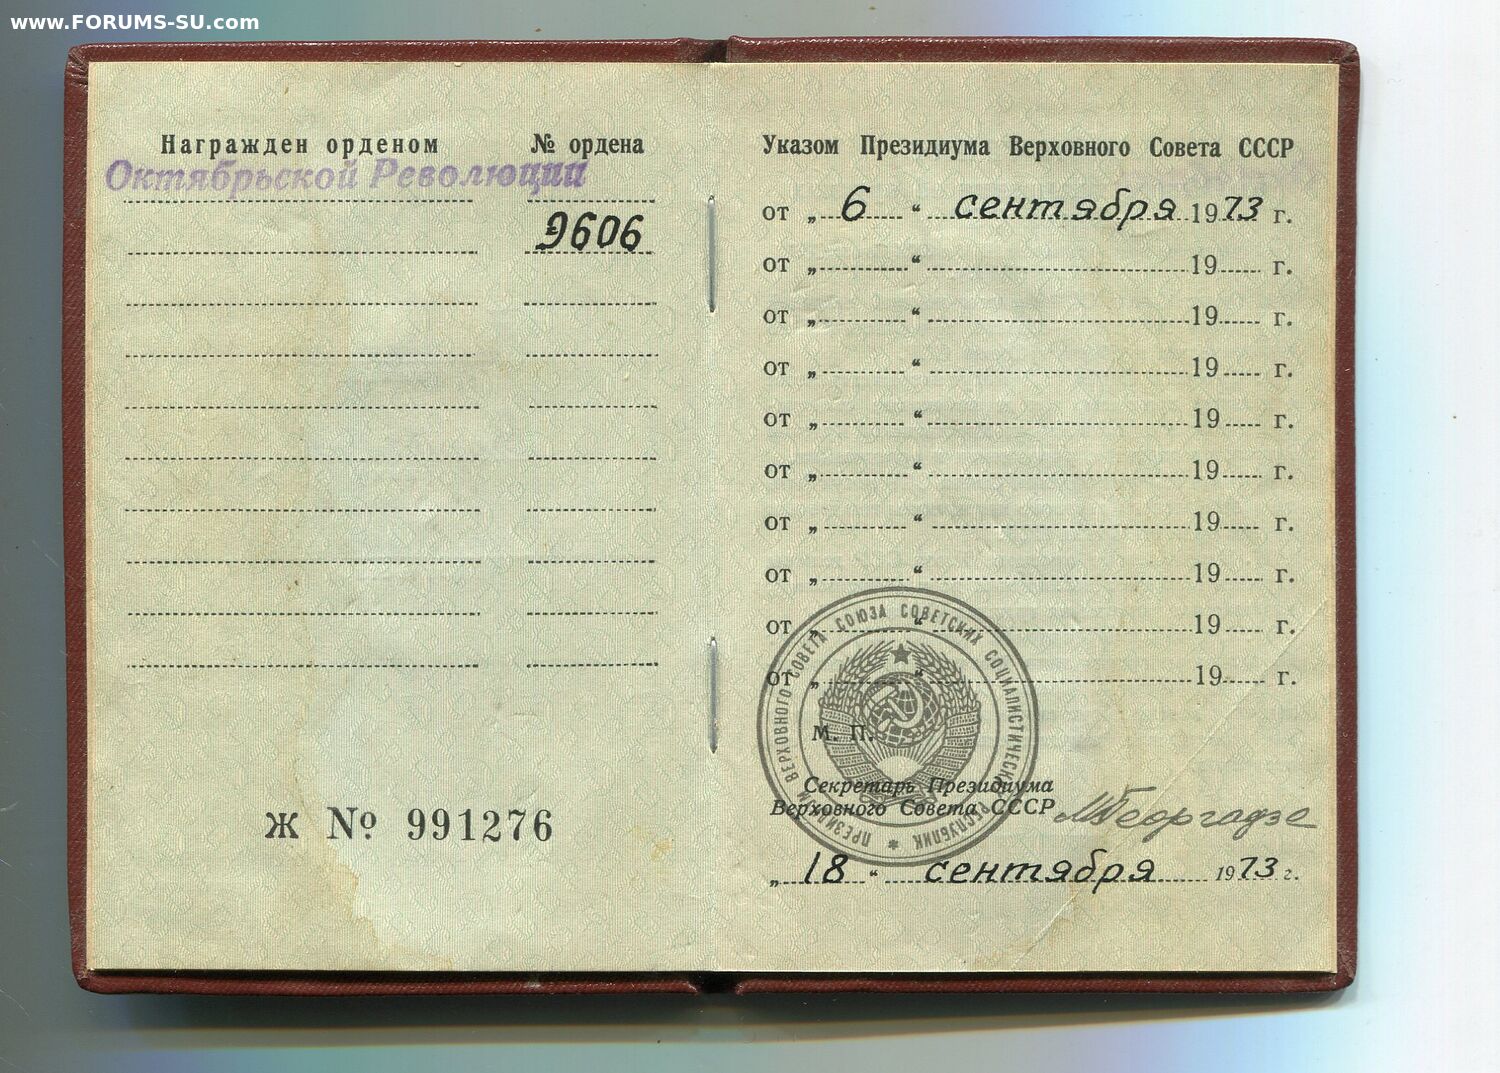 www.FORUMS-SU.com
Награжден орденом № ордена
Октябрьской Революции
9606
Ж № 991276
Указом Президиума Верховного Совета СССР
от „ 6 “ сентября 1973 г.
от „ “ 19 г.
от „ “ 19 г.
от „ “ 19 г.
от „ “ 19 г.
от „ “ 19 г.
от „ “ 19 г.
от „ “ 19 г.
от „ “ 19 г.
от „ “ 19 г.
ПРЕЗИДИУМ ВЕРХОВНОГО СОВЕТА СОЮЗА СОВЕТСКИХ СОЦИАЛИСТИЧЕСКИХ РЕСПУБЛИК
М. П.
Секретарь Президиума
Верховного Совета СССР МГеоргадзе
„ 18 “ сентября 1973 г.